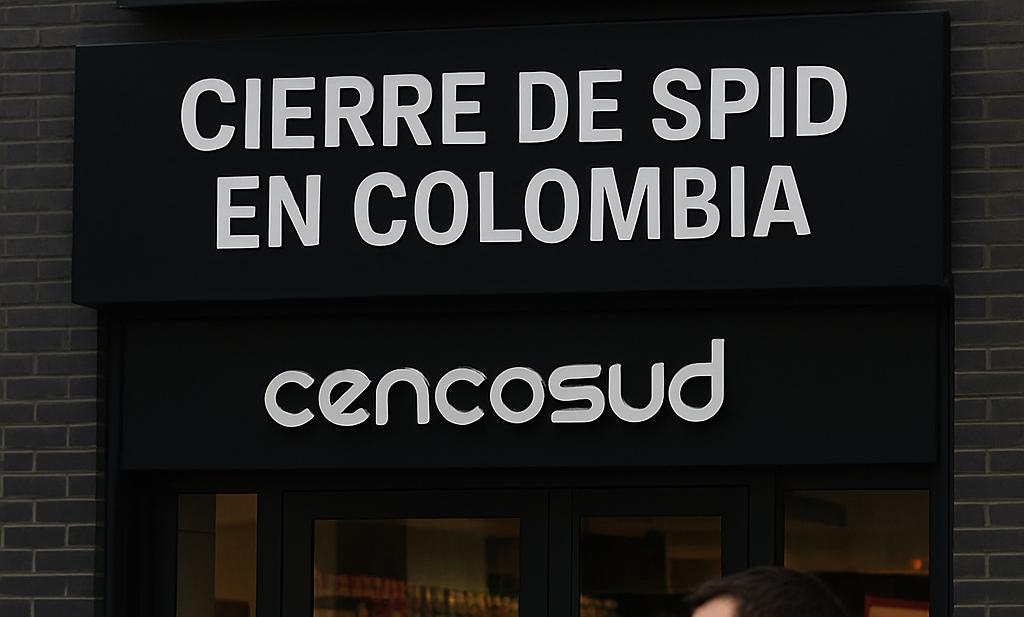 CIERRE DE SPID
EN COLOMBIA
cencosud